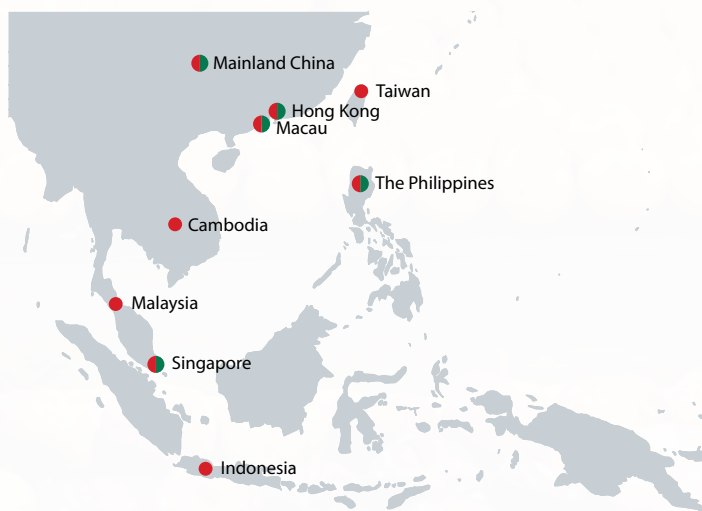 Mainland China
Taiwan
Hong Kong
Macau
The Philippines
Cambodia
Malaysia
Singapore
Indonesia